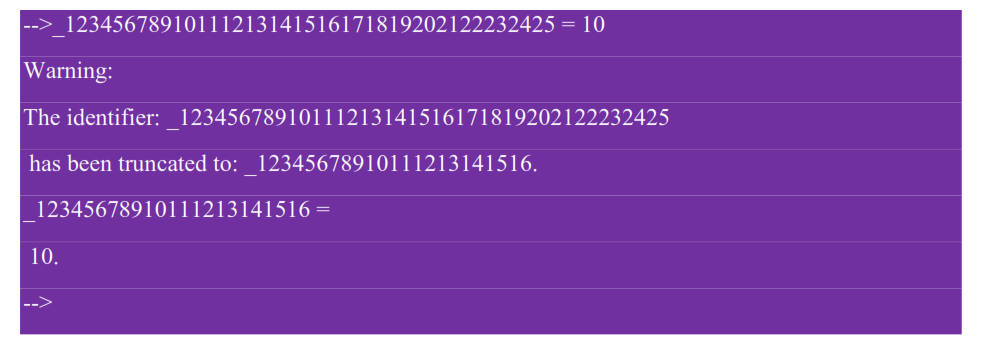 -->_12345678910111213141516171819202122232425 = 10
Warning:
The identifier: _12345678910111213141516171819202122232425
has been truncated to: _12345678910111213141516.
_12345678910111213141516 =
10.
-->